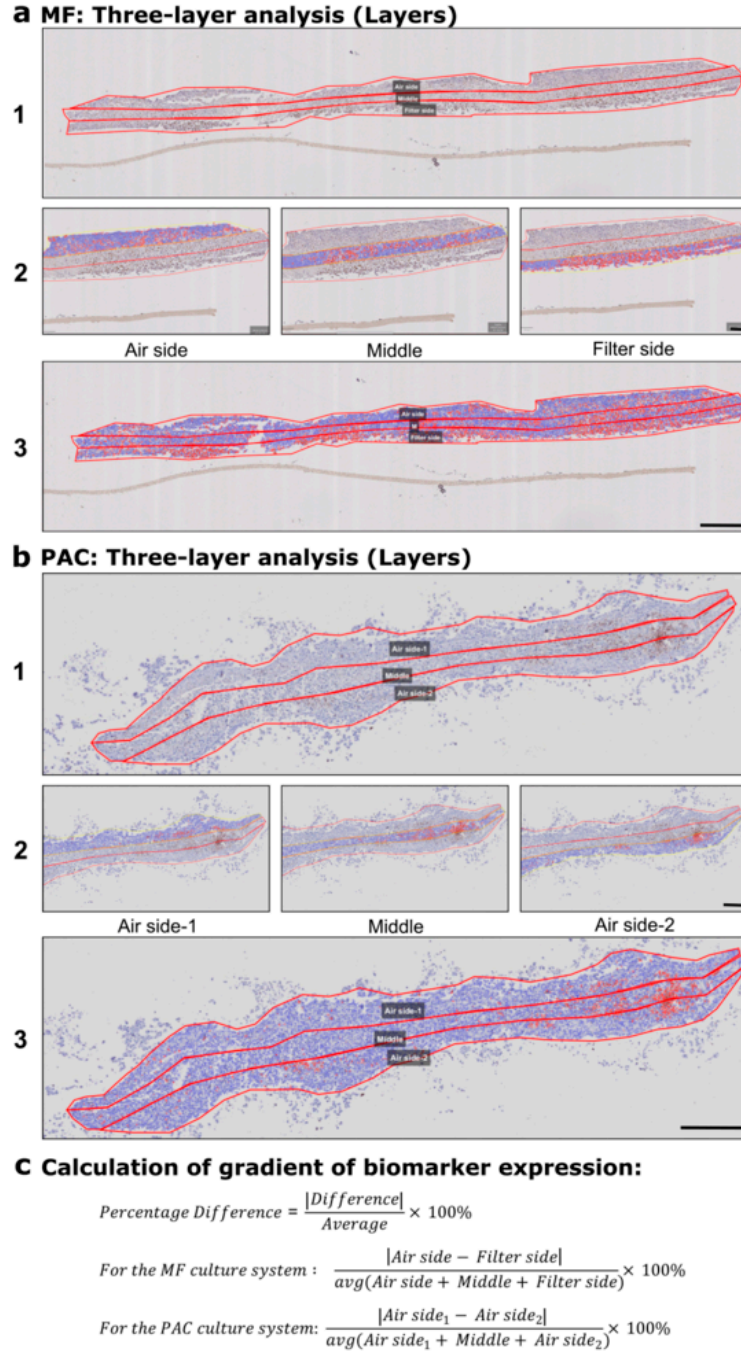 a MF: Three-layer analysis (Layers)
1
Air side
Middle
Filter side
2
Air side
Middle
Filter side
3
Air side
M
Filter side
b PAC: Three-layer analysis (Layers)
1
Air side-1
Middle
Air side-2
2
Air side-1
Middle
Air side-2
3
Air side-1
Middle
Air side-2
c Calculation of gradient of biomarker expression:
Percentage Difference = |Difference| / Average × 100%
For the MF culture system : |Air side − Filter side| / avg(Air side + Middle + Filter side) × 100%
For the PAC culture system: |Air side₁ − Air side₂| / avg(Air side₁ + Middle + Air side₂) × 100%